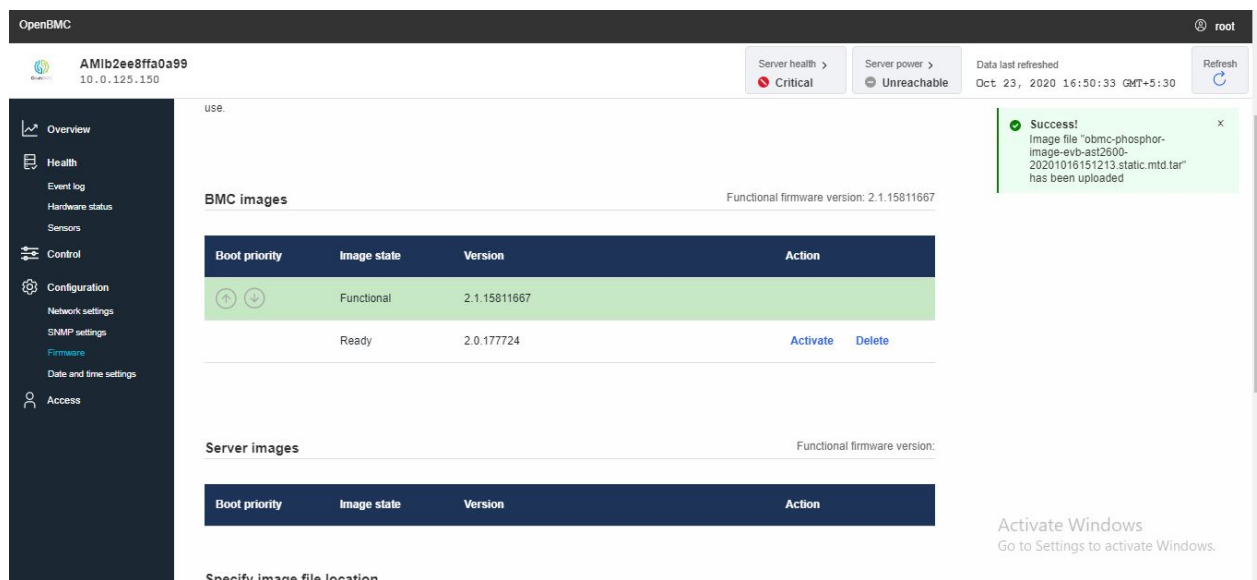 OpenBMC
root
AMIb2ee8ffa0a99
10.0.125.150
Server health >
Critical
Server power >
Unreachable
Data last refreshed
Oct 23, 2020 16:50:33 GMT+5:30
Refresh
Overview
Health
Event log
Hardware status
Sensors
Control
Configuration
Network settings
SNMP settings
Firmware
Date and time settings
Access
use.
Success!
Image file "obmc-phosphor-
image-evb-ast2600-
20201016151213.static.mtd.tar"
has been uploaded
x
BMC images
Functional firmware version: 2.1.15811667
Boot priority Image state Version Action
Functional 2.1.15811667
Ready 2.0.177724 Activate Delete
Server images
Functional firmware version:
Boot priority Image state Version Action
Specify image file location
Activate Windows
Go to Settings to activate Windows.